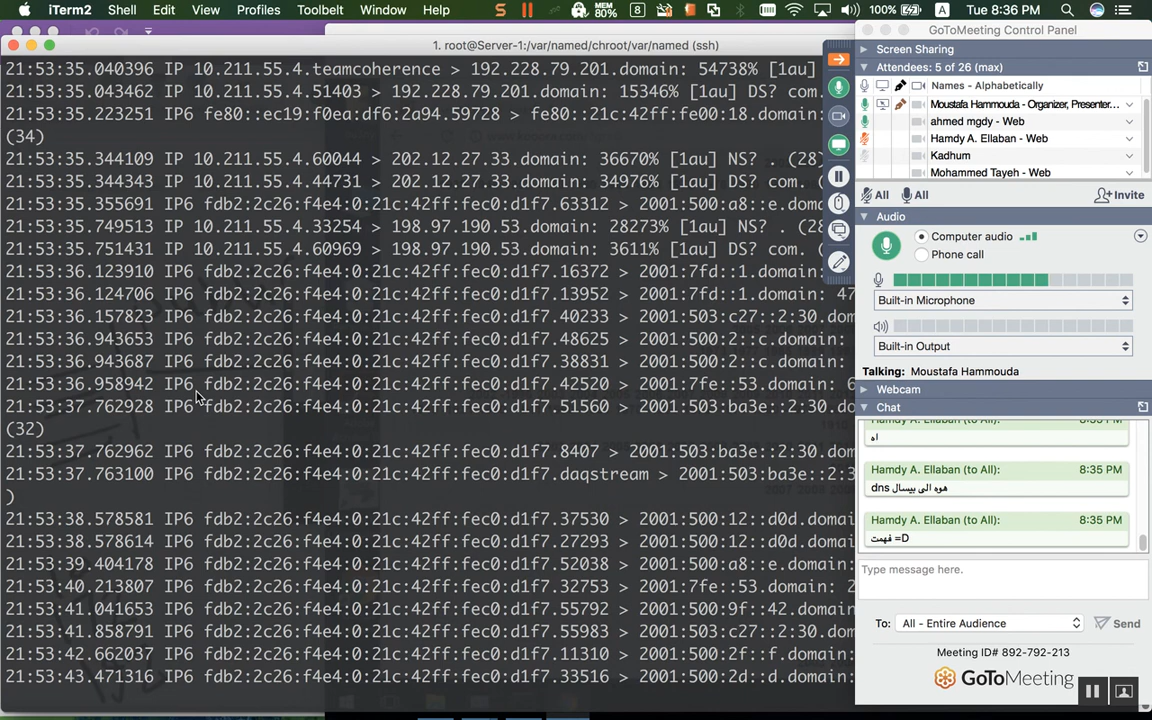 iTerm2 Shell Edit View Profiles Toolbelt Window Help
MEM 80% 8 100% A Tue 8:36 PM
1. root@Server-1:/var/named/chroot/var/named (ssh)
21:53:35.040396 IP 10.211.55.4.teamcoherence > 192.228.79.201.domain: 54738% [1au]
21:53:35.043462 IP 10.211.55.4.51403 > 192.228.79.201.domain: 15346% [1au] DS? com.
21:53:35.223251 IP6 fe80::ec19:f0ea:df6:2a94.59728 > fe80::21c:42ff:fe00:18.domain:
(34)
21:53:35.344109 IP 10.211.55.4.60044 > 202.12.27.33.domain: 36670% [1au] NS? . (28)
21:53:35.344343 IP 10.211.55.4.44731 > 202.12.27.33.domain: 34976% [1au] DS? com. (
21:53:35.355691 IP6 fdb2:2c26:f4e4:0:21c:42ff:fec0:d1f7.63312 > 2001:500:a8::e.dom
21:53:35.749513 IP 10.211.55.4.33254 > 198.97.190.53.domain: 28273% [1au] NS? . (28
21:53:35.751431 IP 10.211.55.4.60969 > 198.97.190.53.domain: 3611% [1au] DS? com. (
21:53:36.123910 IP6 fdb2:2c26:f4e4:0:21c:42ff:fec0:d1f7.16372 > 2001:7fd::1.domain:
21:53:36.124706 IP6 fdb2:2c26:f4e4:0:21c:42ff:fec0:d1f7.13952 > 2001:7fd::1.domain: 47
21:53:36.157823 IP6 fdb2:2c26:f4e4:0:21c:42ff:fec0:d1f7.40233 > 2001:503:c27::2:30.dom
21:53:36.943653 IP6 fdb2:2c26:f4e4:0:21c:42ff:fec0:d1f7.48625 > 2001:500:2::c.domain:
21:53:36.943687 IP6 fdb2:2c26:f4e4:0:21c:42ff:fec0:d1f7.38831 > 2001:500:2::c.domain:
21:53:36.958942 IP6 fdb2:2c26:f4e4:0:21c:42ff:fec0:d1f7.42520 > 2001:7fe::53.domain: 6
21:53:37.762928 IP6 fdb2:2c26:f4e4:0:21c:42ff:fec0:d1f7.51560 > 2001:503:ba3e::2:30.do
(32)
21:53:37.762962 IP6 fdb2:2c26:f4e4:0:21c:42ff:fec0:d1f7.8407 > 2001:503:ba3e::2:30.dom
21:53:37.763100 IP6 fdb2:2c26:f4e4:0:21c:42ff:fec0:d1f7.daqstream > 2001:503:ba3e::2:3
)
21:53:38.578581 IP6 fdb2:2c26:f4e4:0:21c:42ff:fec0:d1f7.37530 > 2001:500:12::d0d.domai
21:53:38.578614 IP6 fdb2:2c26:f4e4:0:21c:42ff:fec0:d1f7.27293 > 2001:500:12::d0d.domai
21:53:39.404178 IP6 fdb2:2c26:f4e4:0:21c:42ff:fec0:d1f7.52038 > 2001:500:a8::e.domain:
21:53:40.213807 IP6 fdb2:2c26:f4e4:0:21c:42ff:fec0:d1f7.32753 > 2001:7fe::53.domain: 2
21:53:41.041653 IP6 fdb2:2c26:f4e4:0:21c:42ff:fec0:d1f7.55792 > 2001:500:9f::42.domain
21:53:41.858791 IP6 fdb2:2c26:f4e4:0:21c:42ff:fec0:d1f7.55983 > 2001:503:c27::2:30.dom
21:53:42.662037 IP6 fdb2:2c26:f4e4:0:21c:42ff:fec0:d1f7.11310 > 2001:500:2f::f.domain:
21:53:43.471316 IP6 fdb2:2c26:f4e4:0:21c:42ff:fec0:d1f7.33516 > 2001:500:2d::d.domain:
GoToMeeting Control Panel
Screen Sharing
Attendees: 5 of 26 (max)
Names - Alphabetically
Moustafa Hammouda - Organizer, Presenter...
ahmed mgdy - Web
Hamdy A. Ellaban - Web
Kadhum
Mohammed Tayeh - Web
All All Invite
Audio
Computer audio
Phone call
Built-in Microphone
Built-in Output
Talking: Moustafa Hammouda
Webcam
Chat
Hamdy A. Ellaban (to All): 8:35 PM
اه
Hamdy A. Ellaban (to All): 8:35 PM
هوه الى بيسال dns
Hamdy A. Ellaban (to All): 8:35 PM
فهمت =D
Type message here.
To: All - Entire Audience Send
Meeting ID# 892-792-213
GoToMeeting